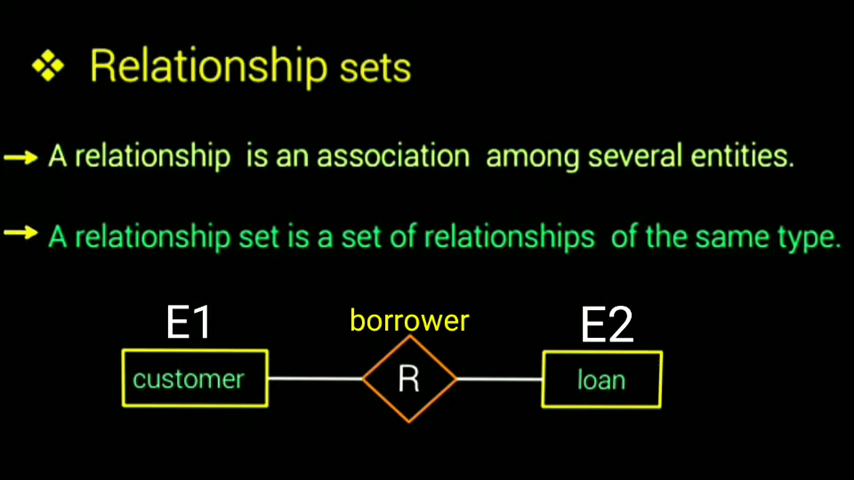 ❖ Relationship sets
→ A relationship is an association among several entities.
→ A relationship set is a set of relationships of the same type.
E1 borrower E2
customer R loan